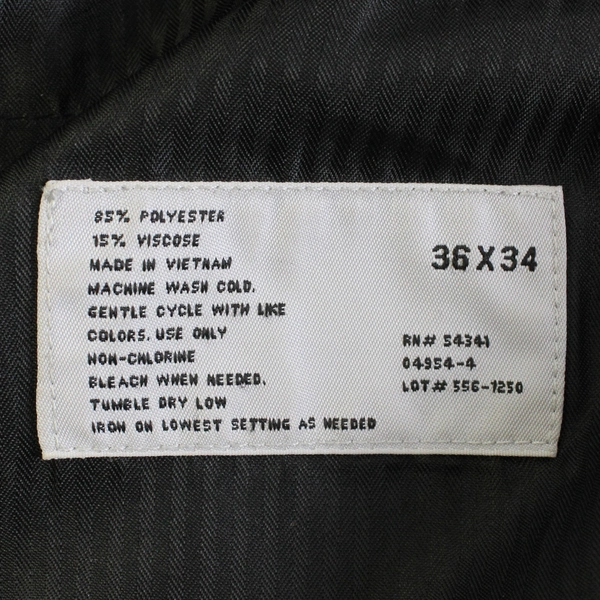 85% POLYESTER
15% VISCOSE
MADE IN VIETNAM
MACHINE WASH COLD,
GENTLE CYCLE WITH LIKE
COLORS. USE ONLY
NON-CHLORINE
BLEACH WHEN NEEDED.
TUMBLE DRY LOW
IRON ON LOWEST SETTING AS NEEDED
36X34
RN# 54341
04954-4
LOT# 556-1250